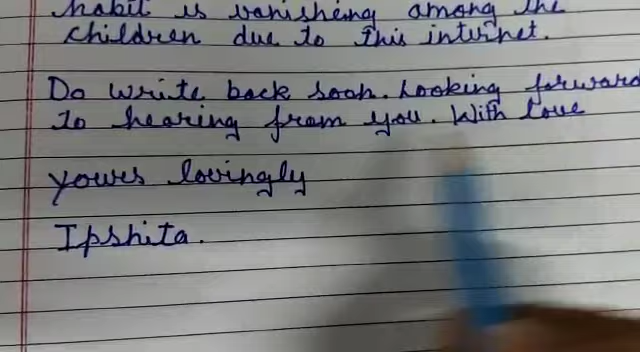 habit is vanishing among the
children due to this internet.
Do write back soon. Looking forward
to hearing from you. With love
yours lovingly
Ipshita.